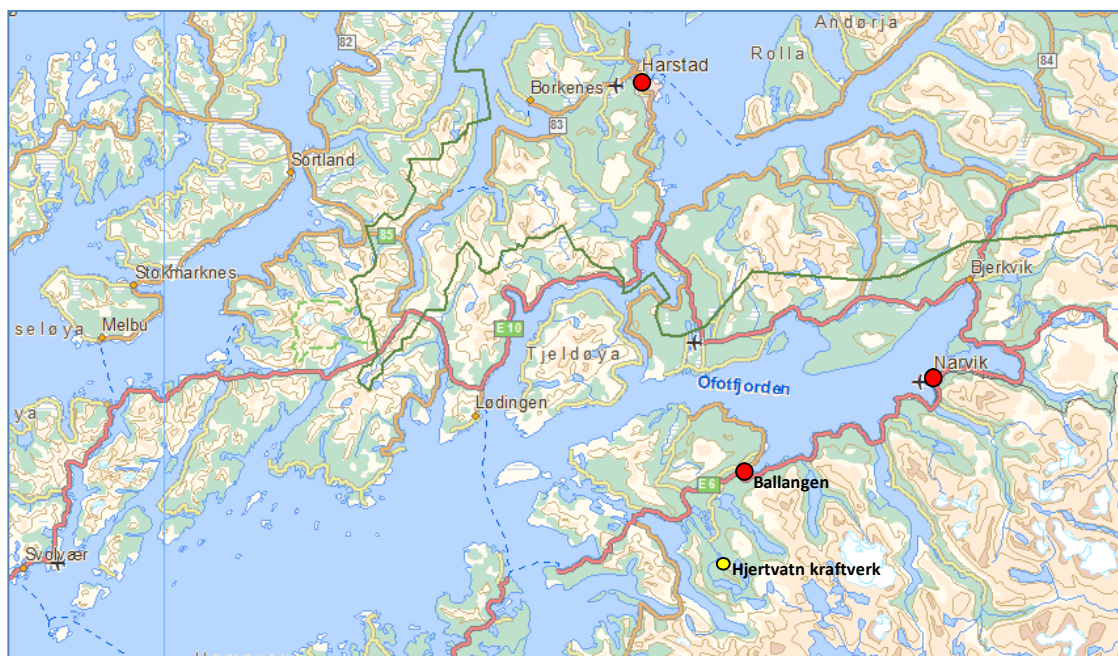 82
Andørja
Rolla
84
Harstad
Borkenes
83
Sortland
85
Bjerkvik
Stokmarknes
seløya
Melbu
E 10
Tjeldøya
Narvik
Ofotfjorden
ya
Lødingen
E 6
Ballangen
Svolvær
Hjertvatn kraftverk